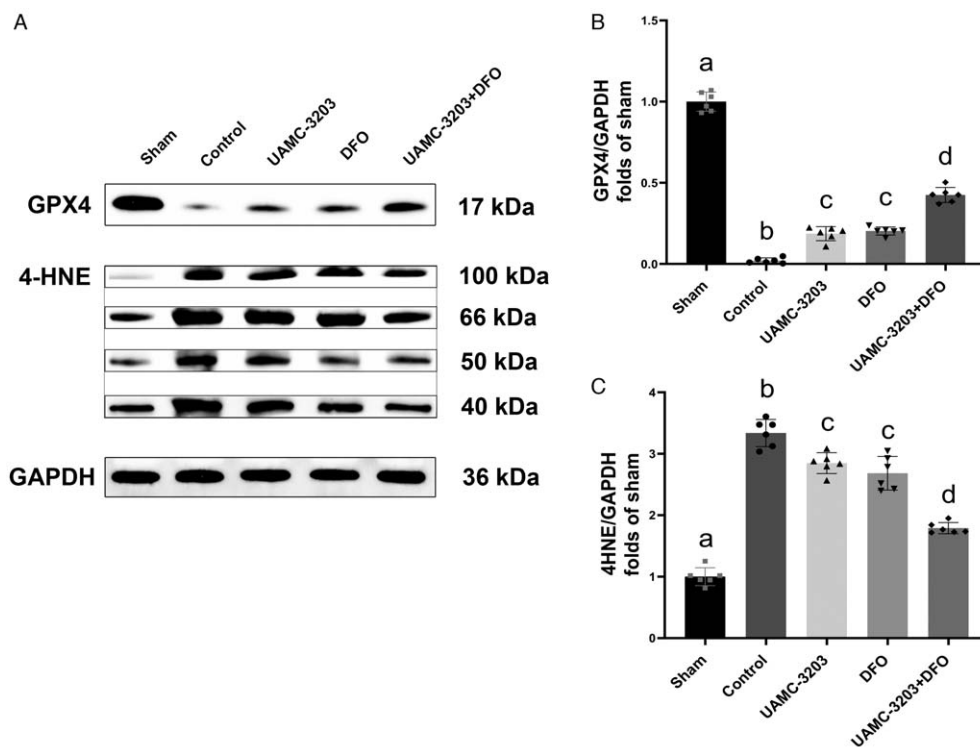 A
Sham
Control
UAMC-3203
DFO
UAMC-3203+DFO
GPX4
17 kDa
4-HNE
100 kDa
66 kDa
50 kDa
40 kDa
GAPDH
36 kDa
B
GPX4/GAPDH
folds of sham
1.5
1.0
0.5
0.0
a
b
c
c
d
Sham
Control
UAMC-3203
DFO
UAMC-3203+DFO
C
4HNE/GAPDH
folds of sham
4
3
2
1
0
a
b
c
c
d
Sham
Control
UAMC-3203
DFO
UAMC-3203+DFO